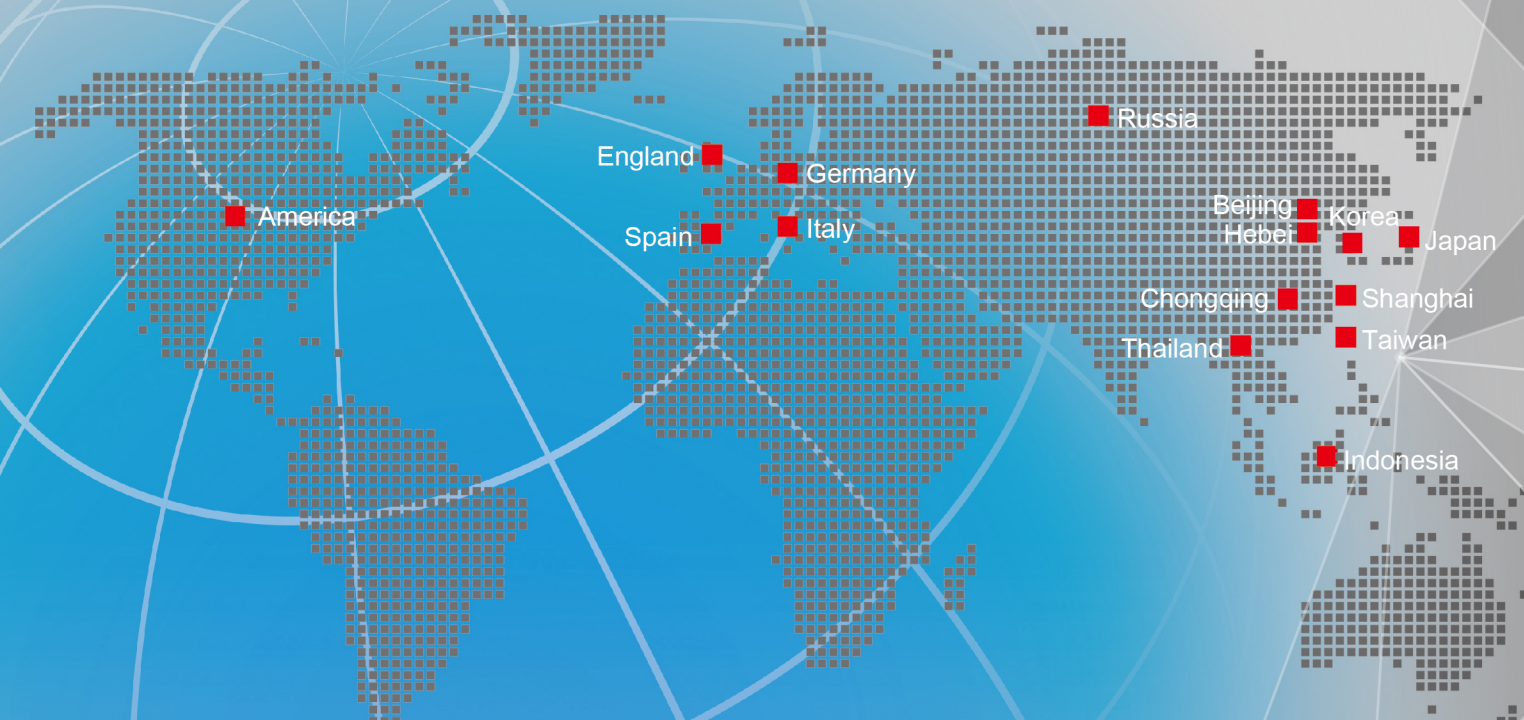 Russia
England
Germany
America
Beijing
Korea
Spain
Italy
Hebei
Japan
Chongqing
Shanghai
Thailand
Taiwan
Indonesia